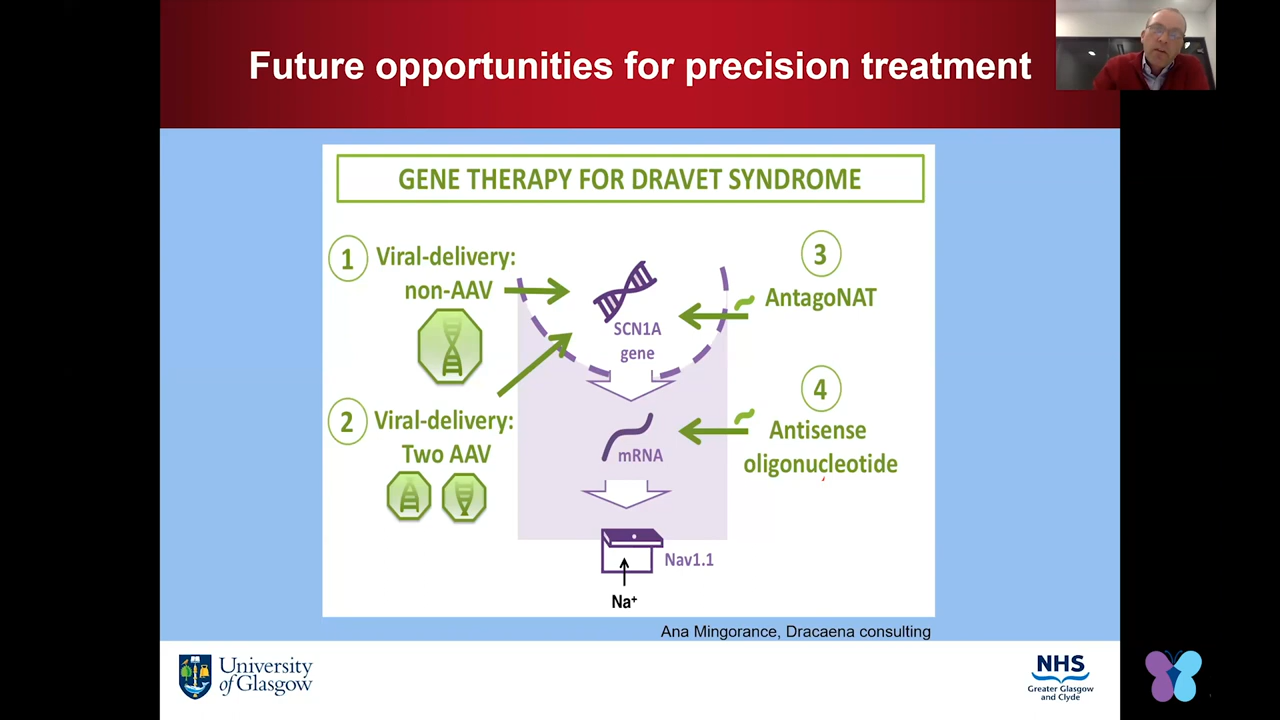 Future opportunities for precision treatment
GENE THERAPY FOR DRAVET SYNDROME
1
Viral-delivery:
non-AAV
2
Viral-delivery:
Two AAV
SCN1A
gene
mRNA
Nav1.1
Na+
3
AntagoNAT
4
Antisense
oligonucleotide
Ana Mingorance, Dracaena consulting
University
of Glasgow
NHS
Greater Glasgow
and Clyde